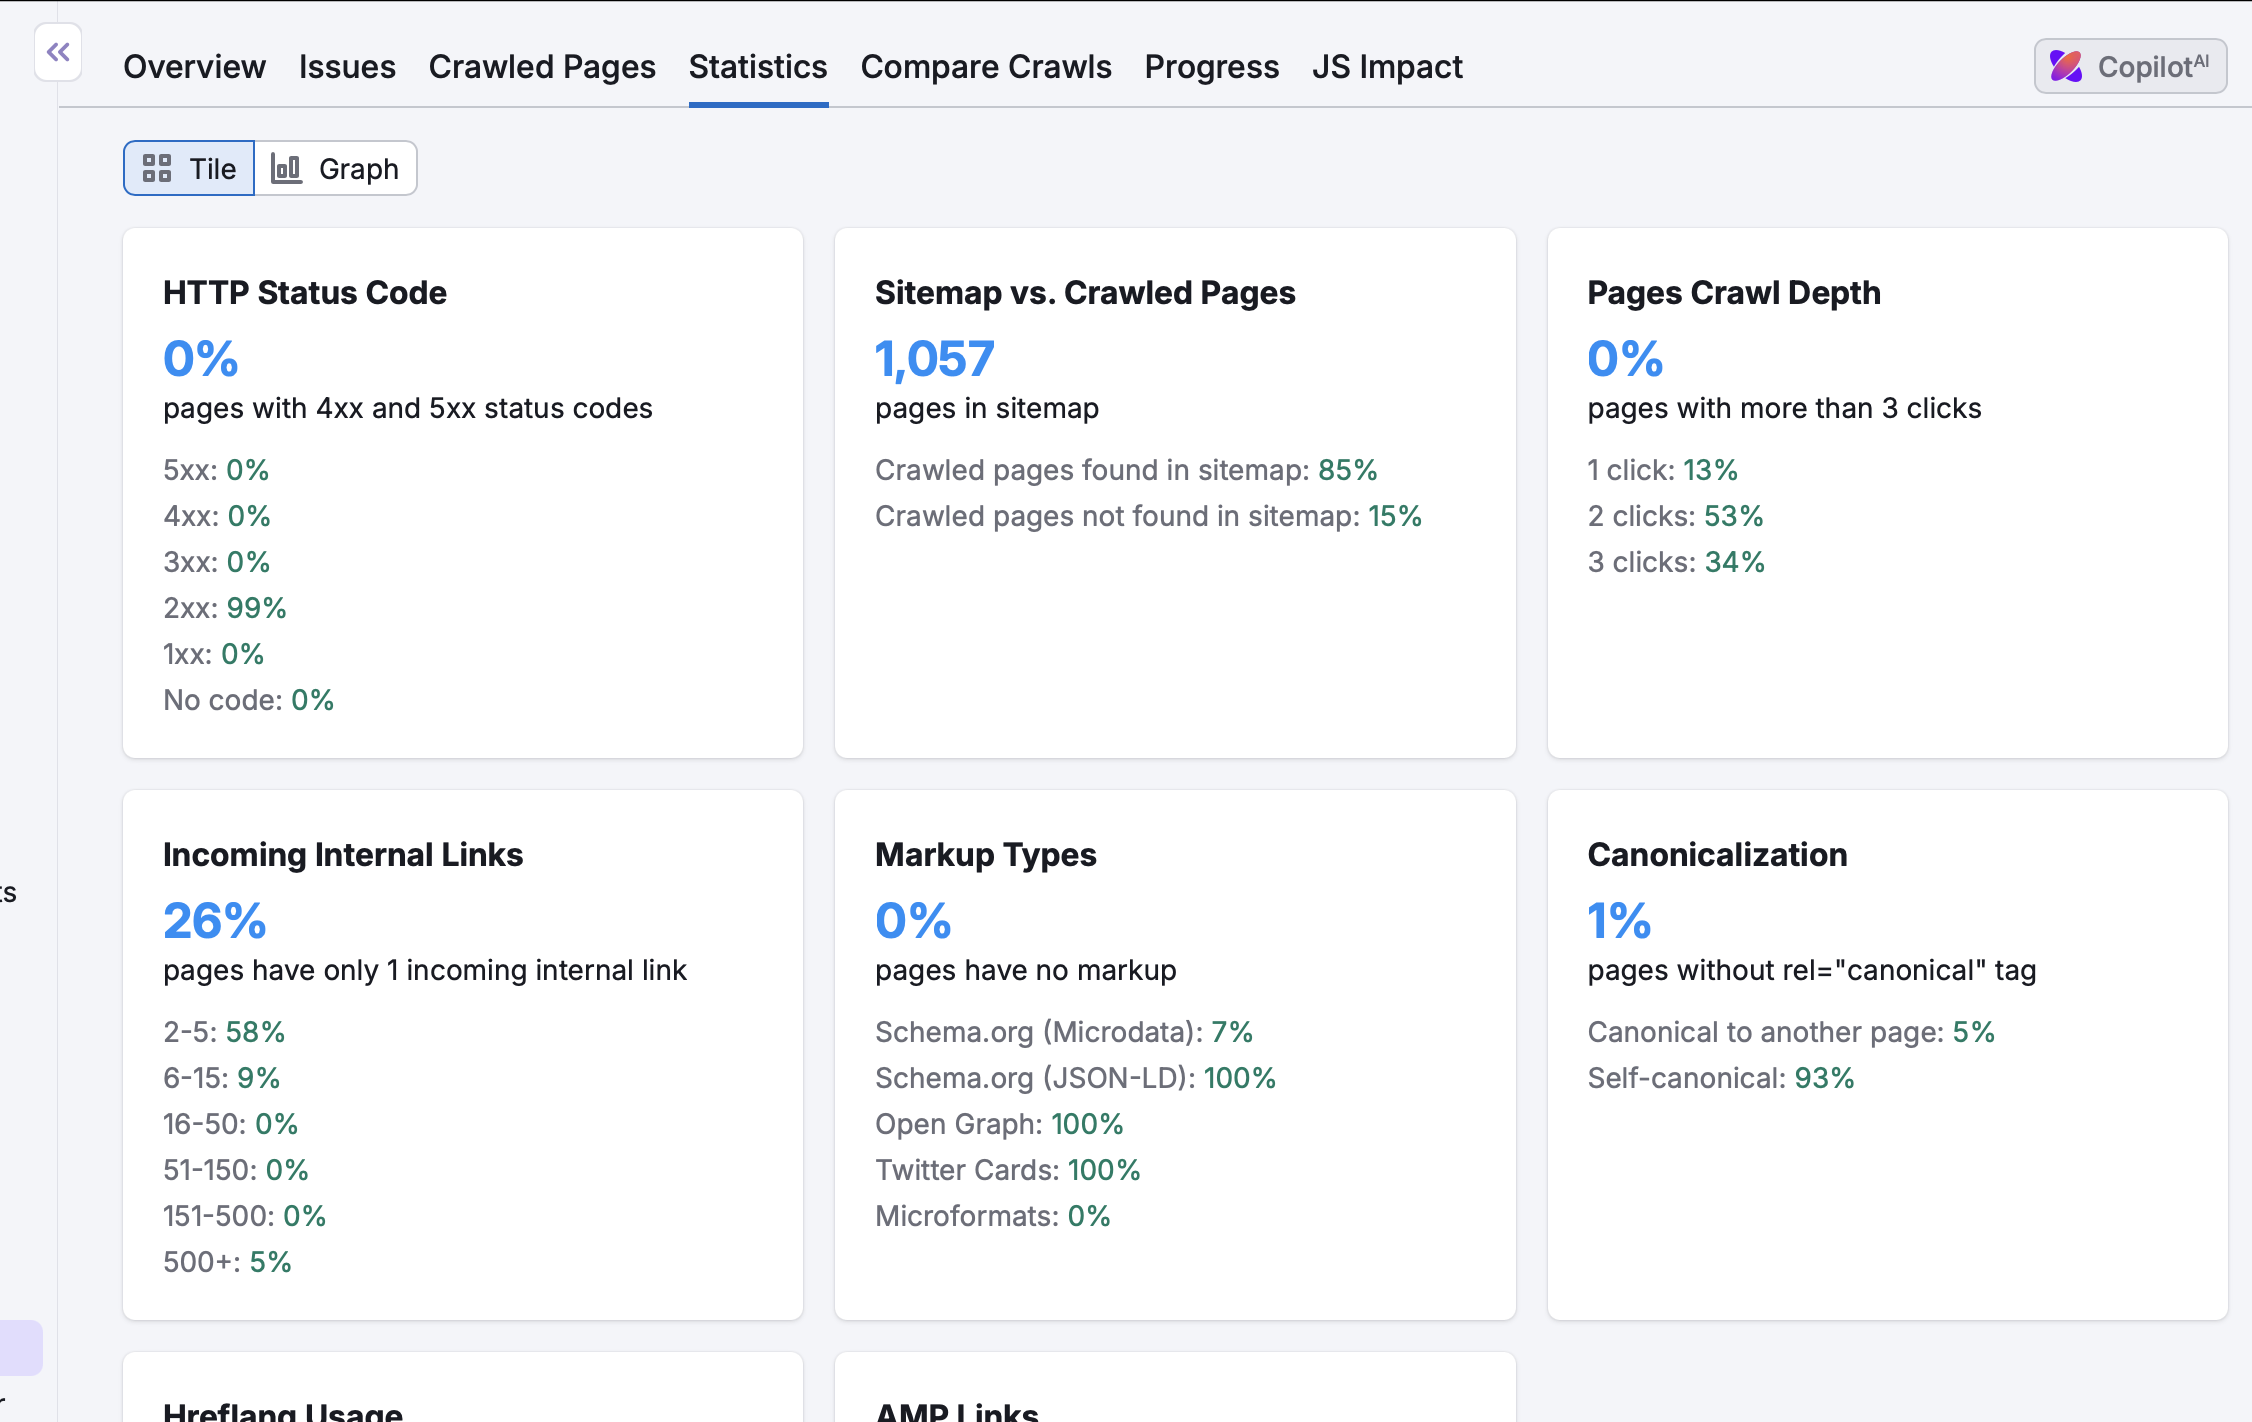 Overview Issues Crawled Pages Statistics Compare Crawls Progress JS Impact
Copilot AI
Tile Graph
HTTP Status Code
0%
pages with 4xx and 5xx status codes
5xx: 0%
4xx: 0%
3xx: 0%
2xx: 99%
1xx: 0%
No code: 0%
Sitemap vs. Crawled Pages
1,057
pages in sitemap
Crawled pages found in sitemap: 85%
Crawled pages not found in sitemap: 15%
Pages Crawl Depth
0%
pages with more than 3 clicks
1 click: 13%
2 clicks: 53%
3 clicks: 34%
Incoming Internal Links
26%
pages have only 1 incoming internal link
2-5: 58%
6-15: 9%
16-50: 0%
51-150: 0%
151-500: 0%
500+: 5%
Markup Types
0%
pages have no markup
Schema.org (Microdata): 7%
Schema.org (JSON-LD): 100%
Open Graph: 100%
Twitter Cards: 100%
Microformats: 0%
Canonicalization
1%
pages without rel="canonical" tag
Canonical to another page: 5%
Self-canonical: 93%
Hreflang Usage
AMP Links